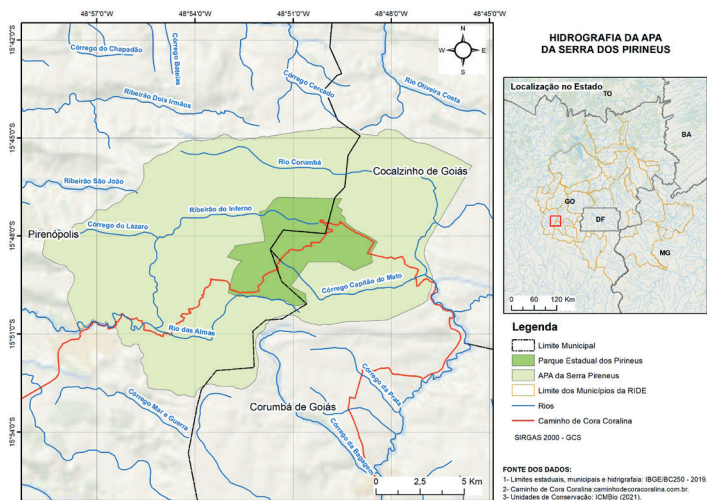 48°57'0"O
48°54'0"O
48°51'0"O
48°48'0"O
48°45'0"O
15°42'0"S
15°45'0"S
15°48'0"S
15°51'0"S
15°54'0"S
Córrego do Chapadão
Córrego Bateias
Córrego Cercado
Rio Oliveira Costa
Ribeirão Dois Irmãos
Rio Corumbá
Cocalzinho de Goiás
Ribeirão São João
Ribeirão do Inferno
Córrego do Lázaro
Pirenópolis
Córrego Capitão do Mato
Rio das Almas
Córrego da Prata
Corumbá de Goiás
Córrego Mar e Guerra
Córrego da Bagagem
N
W E
S
0 2.5 5 Km
HIDROGRAFIA DA APA
DA SERRA DOS PIRINEUS
Localização no Estado
TO
BA
GO
DF
MG
0 60 120 Km
Legenda
Limite Municipal
Parque Estadual dos Pirineus
APA da Serra Pireneus
Limite dos Municípios da RIDE
Rios
Caminho de Cora Coralina
SIRGAS 2000 - GCS
FONTE DOS DADOS:
1- Limites estaduais, municipais e hidrigrafaia: IBGE/BC250 - 2019.
2- Caminho de Cora Coralina:caminhodecoracoralina.com.br.
3- Unidades de Conservação: ICMBio (2021).